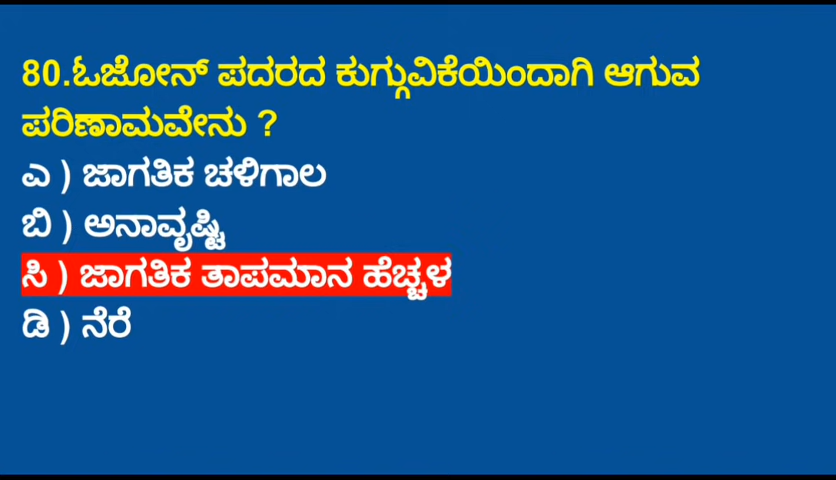 80.ಓಜೋನ್ ಪದರದ ಕುಗ್ಗುವಿಕೆಯಿಂದಾಗಿ ಆಗುವ
ಪರಿಣಾಮವೇನು ?
ಎ ) ಜಾಗತಿಕ ಚಳಿಗಾಲ
ಬಿ ) ಅನಾವೃಷ್ಟಿ
ಸಿ ) ಜಾಗತಿಕ ತಾಪಮಾನ ಹೆಚ್ಚಳ
ಡಿ ) ನೆರೆ